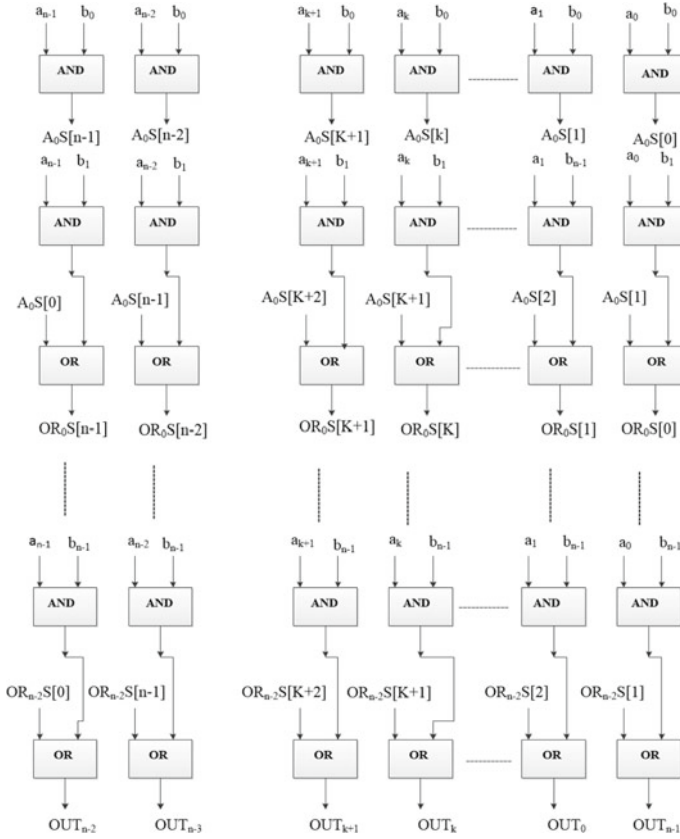 aₙ₋₁ b₀ aₙ₋₂ b₀ aₖ₊₁ b₀ aₖ b₀ a₁ b₀ a₀ b₀
AND AND AND AND AND AND
A₀S[n-1] A₀S[n-2] A₀S[K+1] A₀S[k] A₀S[1] A₀S[0]
aₙ₋₁ b₁ aₙ₋₂ b₁ aₖ₊₁ b₁ aₖ b₁ a₁ bₙ₋₁ a₀ b₁
AND AND AND AND AND AND
A₀S[0] A₀S[n-1] A₀S[K+2] A₀S[K+1] A₀S[2] A₀S[1]
OR OR OR OR OR OR
OR₀S[n-1] OR₀S[n-2] OR₀S[K+1] OR₀S[K] OR₀S[1] OR₀S[0]
aₙ₋₁ bₙ₋₁ aₙ₋₂ bₙ₋₁ aₖ₊₁ bₙ₋₁ aₖ bₙ₋₁ a₁ bₙ₋₁ a₀ bₙ₋₁
AND AND AND AND AND AND
ORₙ₋₂S[0] ORₙ₋₂S[n-1] ORₙ₋₂S[K+2] ORₙ₋₂S[K+1] ORₙ₋₂S[2] ORₙ₋₂S[1]
OR OR OR OR OR OR
OUTₙ₋₂ OUTₙ₋₃ OUTₖ₊₁ OUTₖ OUT₀ OUTₙ₋₁